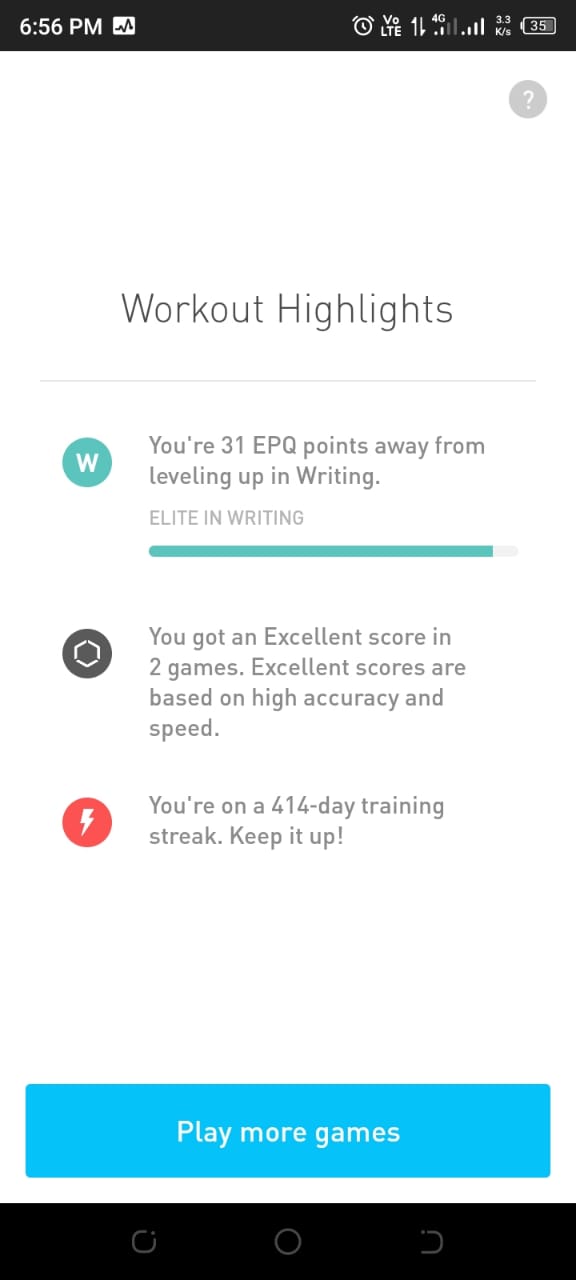 6:56 PM Vo LTE 4G 3.3 K/s 35
?
Workout Highlights
W
You're 31 EPQ points away from
leveling up in Writing.
ELITE IN WRITING
You got an Excellent score in
2 games. Excellent scores are
based on high accuracy and
speed.
You're on a 414-day training
streak. Keep it up!
Play more games